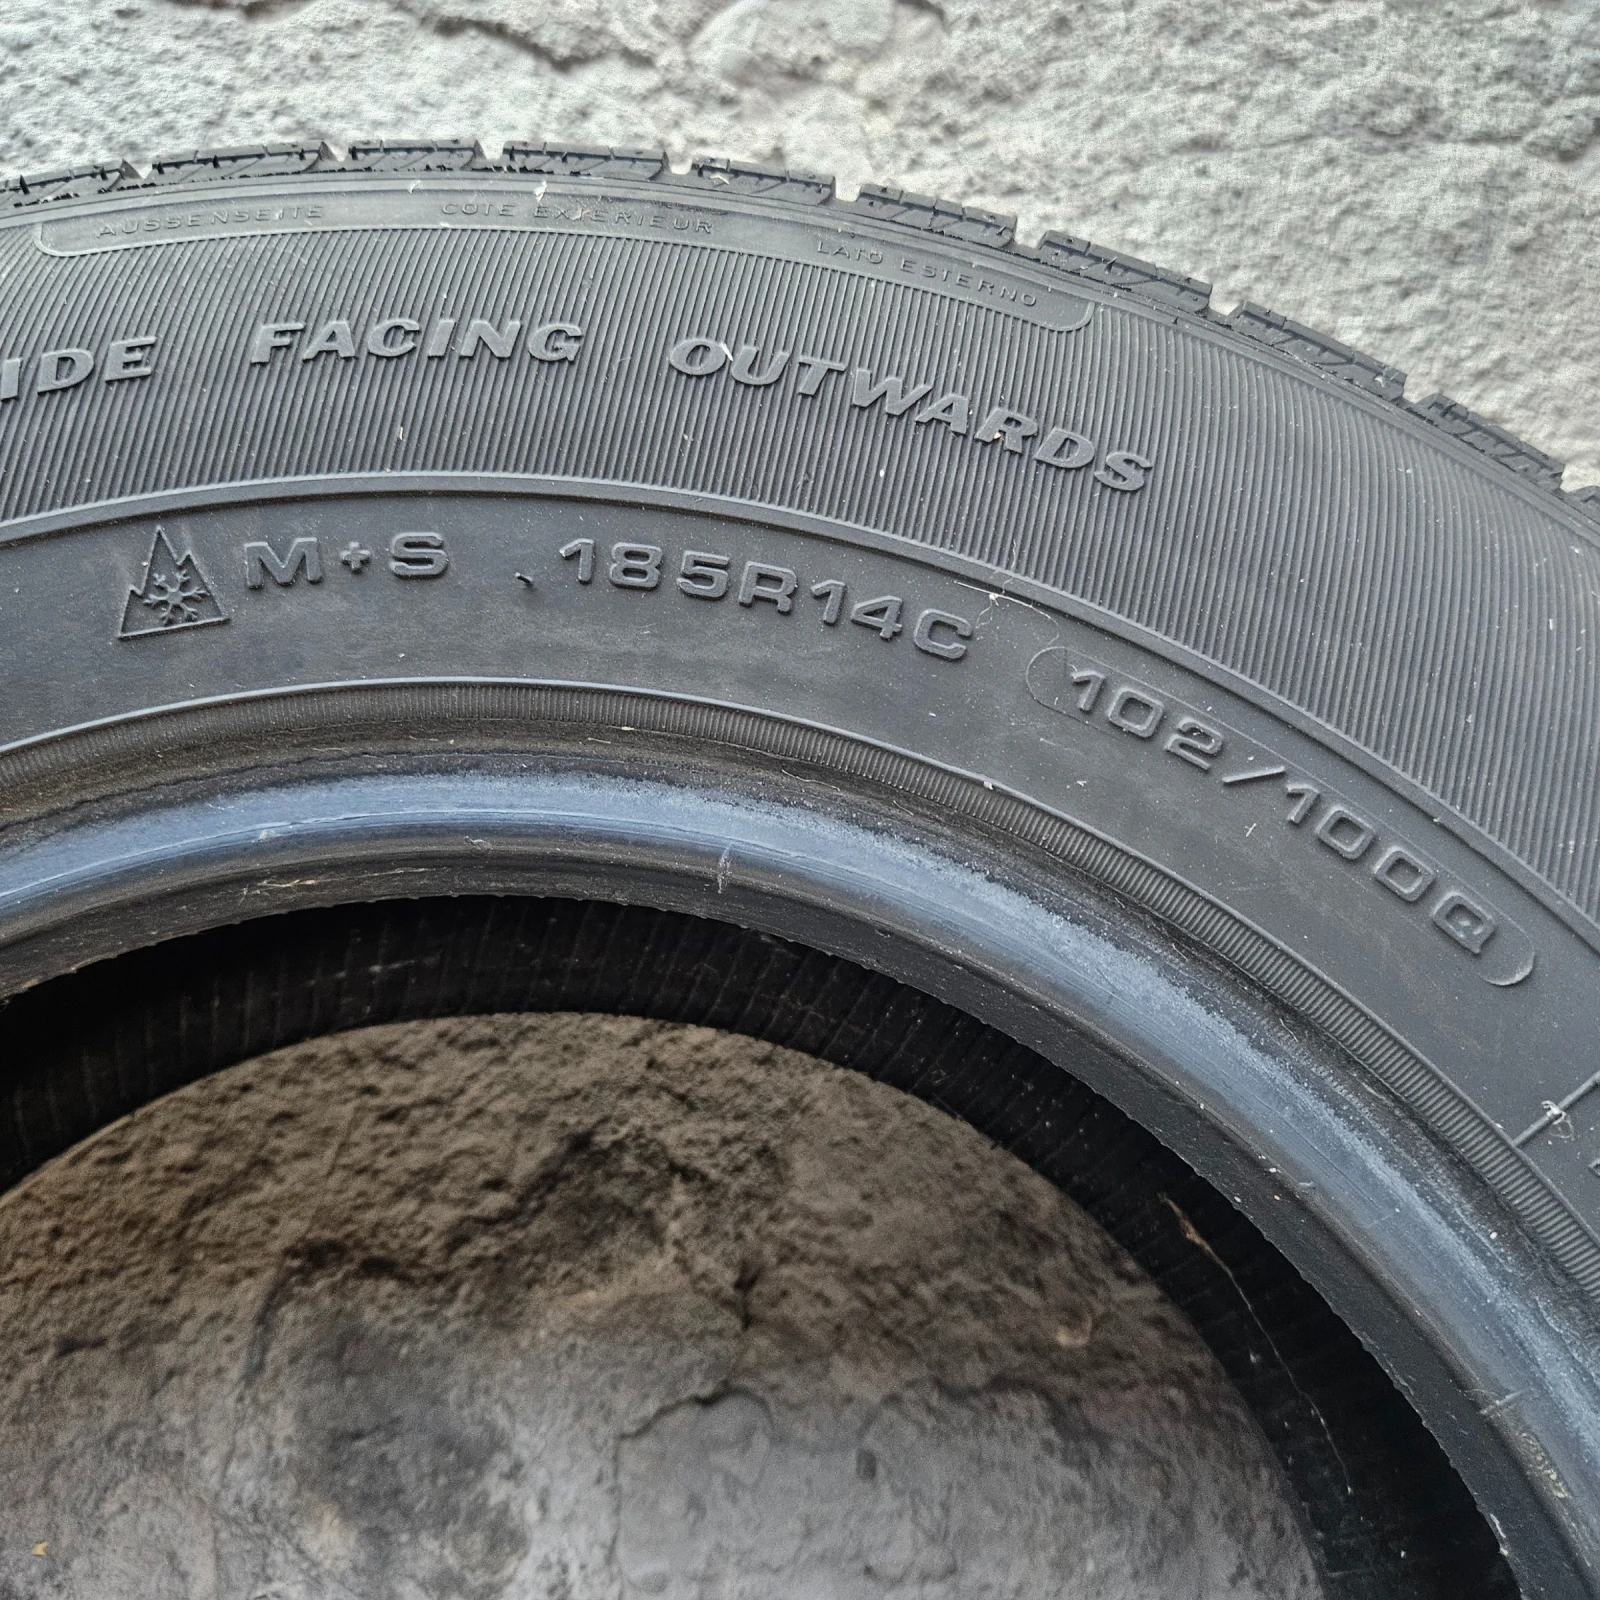 AUSSENSEITE COTE EXTERIEUR LATO ESTERNO
IDE FACING OUTWARDS
M+S 185R14C 102/100Q